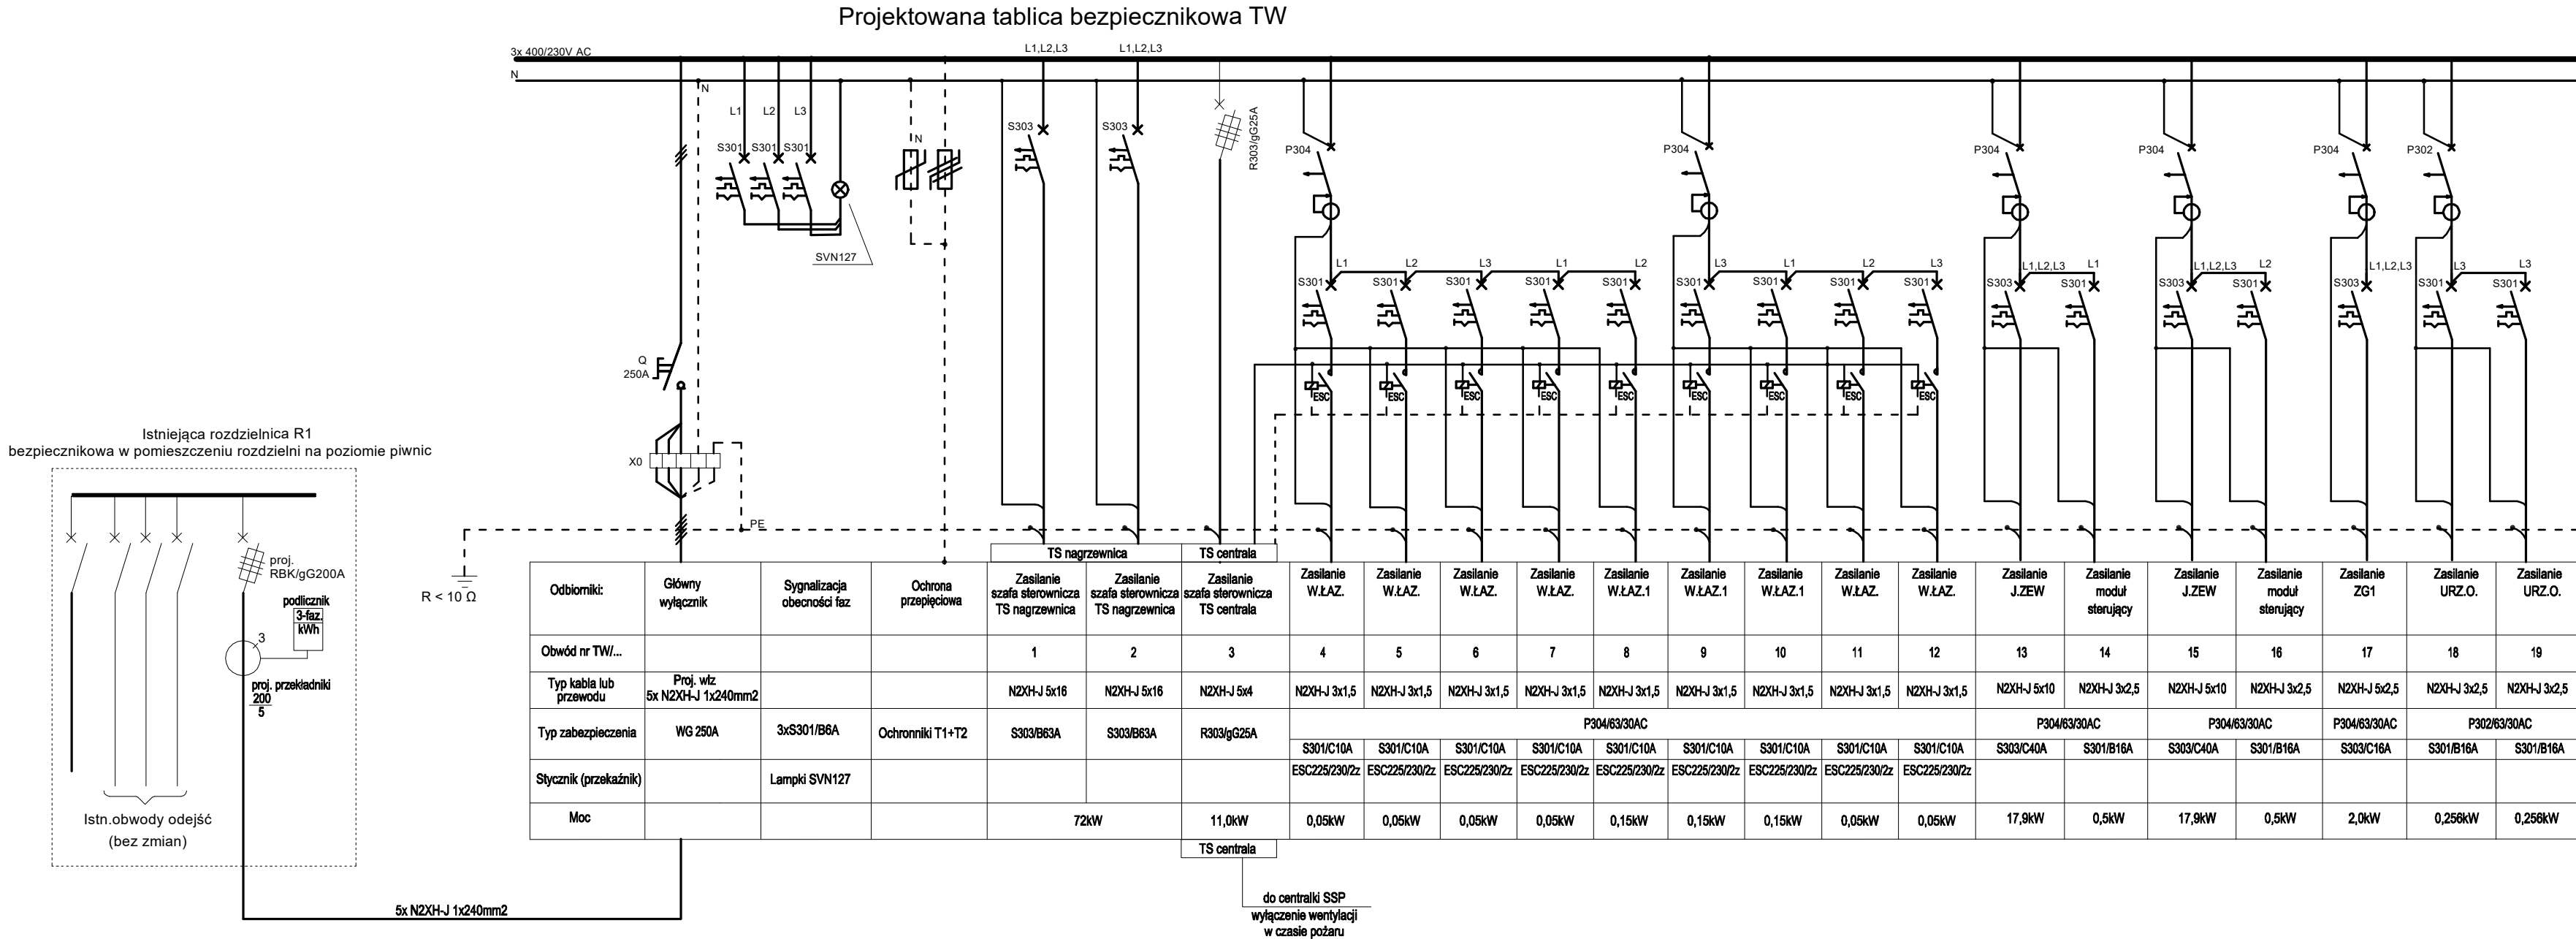 Projektowana tablica bezpiecznikowa TW
3x 400/230V AC
N
L1,L2,L3 L1,L2,L3
N
L1 L2 L3
S301 S301 S301
SVN127
N
S303 S303
R303/gG25A
P304 P304 P304 P304 P304 P302
L1 L2 L3 L1 L2 L3 L1 L2 L3 L1,L2,L3 L1 L1,L2,L3 L2 L1,L2,L3 L3 L3
S301 S301 S301 S301 S301 S301 S301 S301 S301 S303 S301 S303 S301 S303 S301 S301
Q
250A
ESC ESC ESC ESC ESC ESC ESC ESC ESC
X0
PE
R < 10 Ω
Istniejąca rozdzielnica R1
bezpiecznikowa w pomieszczeniu rozdzielni na poziomie piwnic
proj.
RBK/gG200A
podlicznik
3-faz.
kWh
3
proj. przekładniki
200
5
Istn.obwody odejść
(bez zmian)
5x N2XH-J 1x240mm2
TS nagrzewnica TS centrala
Odbiorniki:
Główny
wyłącznik
Sygnalizacja
obecności faz
Ochrona
przepięciowa
Zasilanie
szafa sterownicza
TS nagrzewnica
Zasilanie
szafa sterownicza
TS nagrzewnica
Zasilanie
szafa sterownicza
TS centrala
Zasilanie
W.ŁAZ.
Zasilanie
W.ŁAZ.
Zasilanie
W.ŁAZ.
Zasilanie
W.ŁAZ.
Zasilanie
W.ŁAZ.1
Zasilanie
W.ŁAZ.1
Zasilanie
W.ŁAZ.1
Zasilanie
W.ŁAZ.
Zasilanie
W.ŁAZ.
Zasilanie
J.ZEW
Zasilanie
moduł
sterujący
Zasilanie
J.ZEW
Zasilanie
moduł
sterujący
Zasilanie
ZG1
Zasilanie
URZ.O.
Zasilanie
URZ.O.
Obwód nr TW/... 1 2 3 4 5 6 7 8 9 10 11 12 13 14 15 16 17 18 19
Typ kabla lub
przewodu
Proj. wlz
5x N2XH-J 1x240mm2
N2XH-J 5x16 N2XH-J 5x16 N2XH-J 5x4 N2XH-J 3x1,5 N2XH-J 3x1,5 N2XH-J 3x1,5 N2XH-J 3x1,5 N2XH-J 3x1,5 N2XH-J 3x1,5 N2XH-J 3x1,5 N2XH-J 3x1,5 N2XH-J 3x1,5 N2XH-J 5x10 N2XH-J 3x2,5 N2XH-J 5x10 N2XH-J 3x2,5 N2XH-J 5x2,5 N2XH-J 3x2,5 N2XH-J 3x2,5
Typ zabezpieczenia WG 250A 3xS301/B6A Ochronniki T1+T2 S303/B63A S303/B63A R303/gG25A
P304/63/30AC P304/63/30AC P304/63/30AC P304/63/30AC P302/63/30AC
S301/C10A S301/C10A S301/C10A S301/C10A S301/C10A S301/C10A S301/C10A S301/C10A S301/C10A S303/C40A S301/B16A S303/C40A S301/B16A S303/C16A S301/B16A S301/B16A
Stycznik (przekaźnik) Lampki SVN127 ESC225/230/2z ESC225/230/2z ESC225/230/2z ESC225/230/2z ESC225/230/2z ESC225/230/2z ESC225/230/2z ESC225/230/2z ESC225/230/2z
Moc 72kW 11,0kW 0,05kW 0,05kW 0,05kW 0,05kW 0,15kW 0,15kW 0,15kW 0,05kW 0,05kW 17,9kW 0,5kW 17,9kW 0,5kW 2,0kW 0,256kW 0,256kW
TS centrala
do centralki SSP
wyłączenie wentylacji
w czasie pożaru